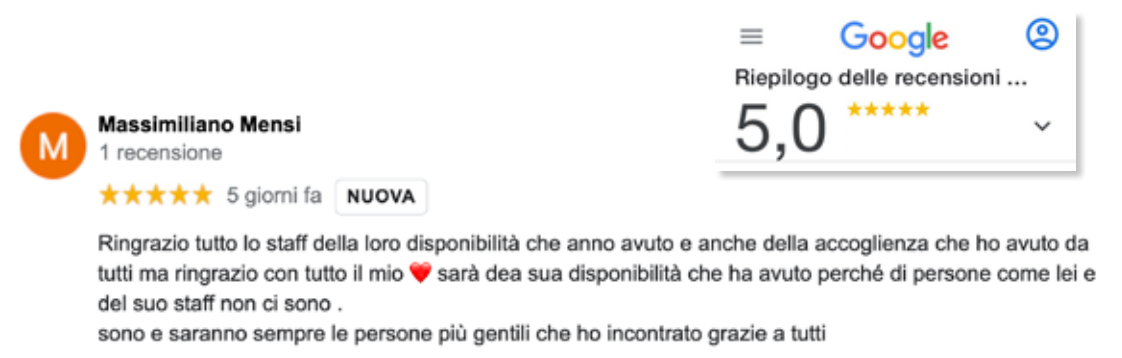 Google
Riepilogo delle recensioni ...
5,0
Massimiliano Mensi
M
1 recensione
5 giorni fa NUOVA
Ringrazio tutto lo staff della loro disponibilità che anno avuto e anche della accoglienza che ho avuto da
tutti ma ringrazio con tutto il mio ❤️ sarà dea sua disponibilità che ha avuto perché di persone come lei e
del suo staff non ci sono .
sono e saranno sempre le persone più gentili che ho incontrato grazie a tutti